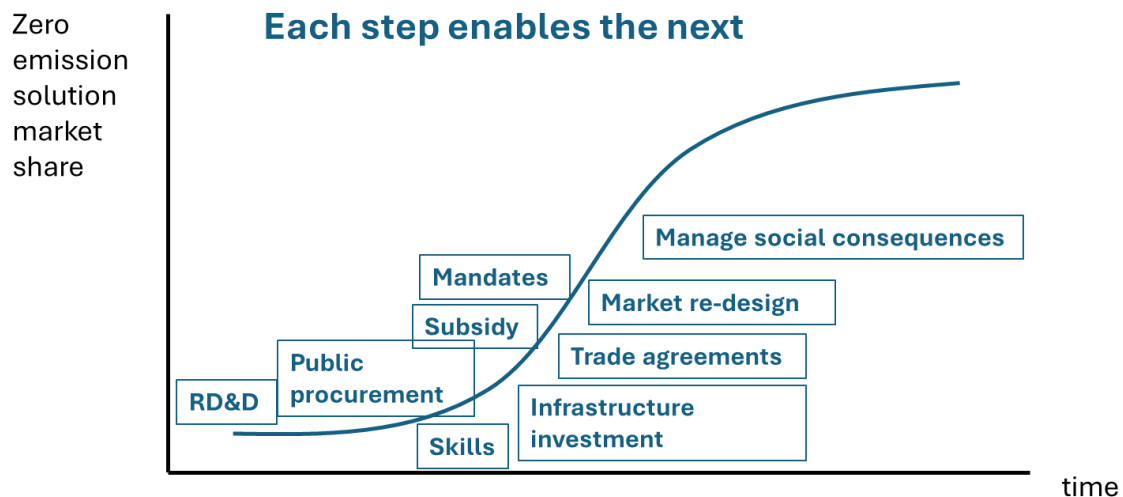 Zero
emission
solution
market
share
Each step enables the next
Manage social consequences
Mandates
Market re-design
Subsidy
Trade agreements
Public
procurement
RD&D
Infrastructure
investment
Skills
time